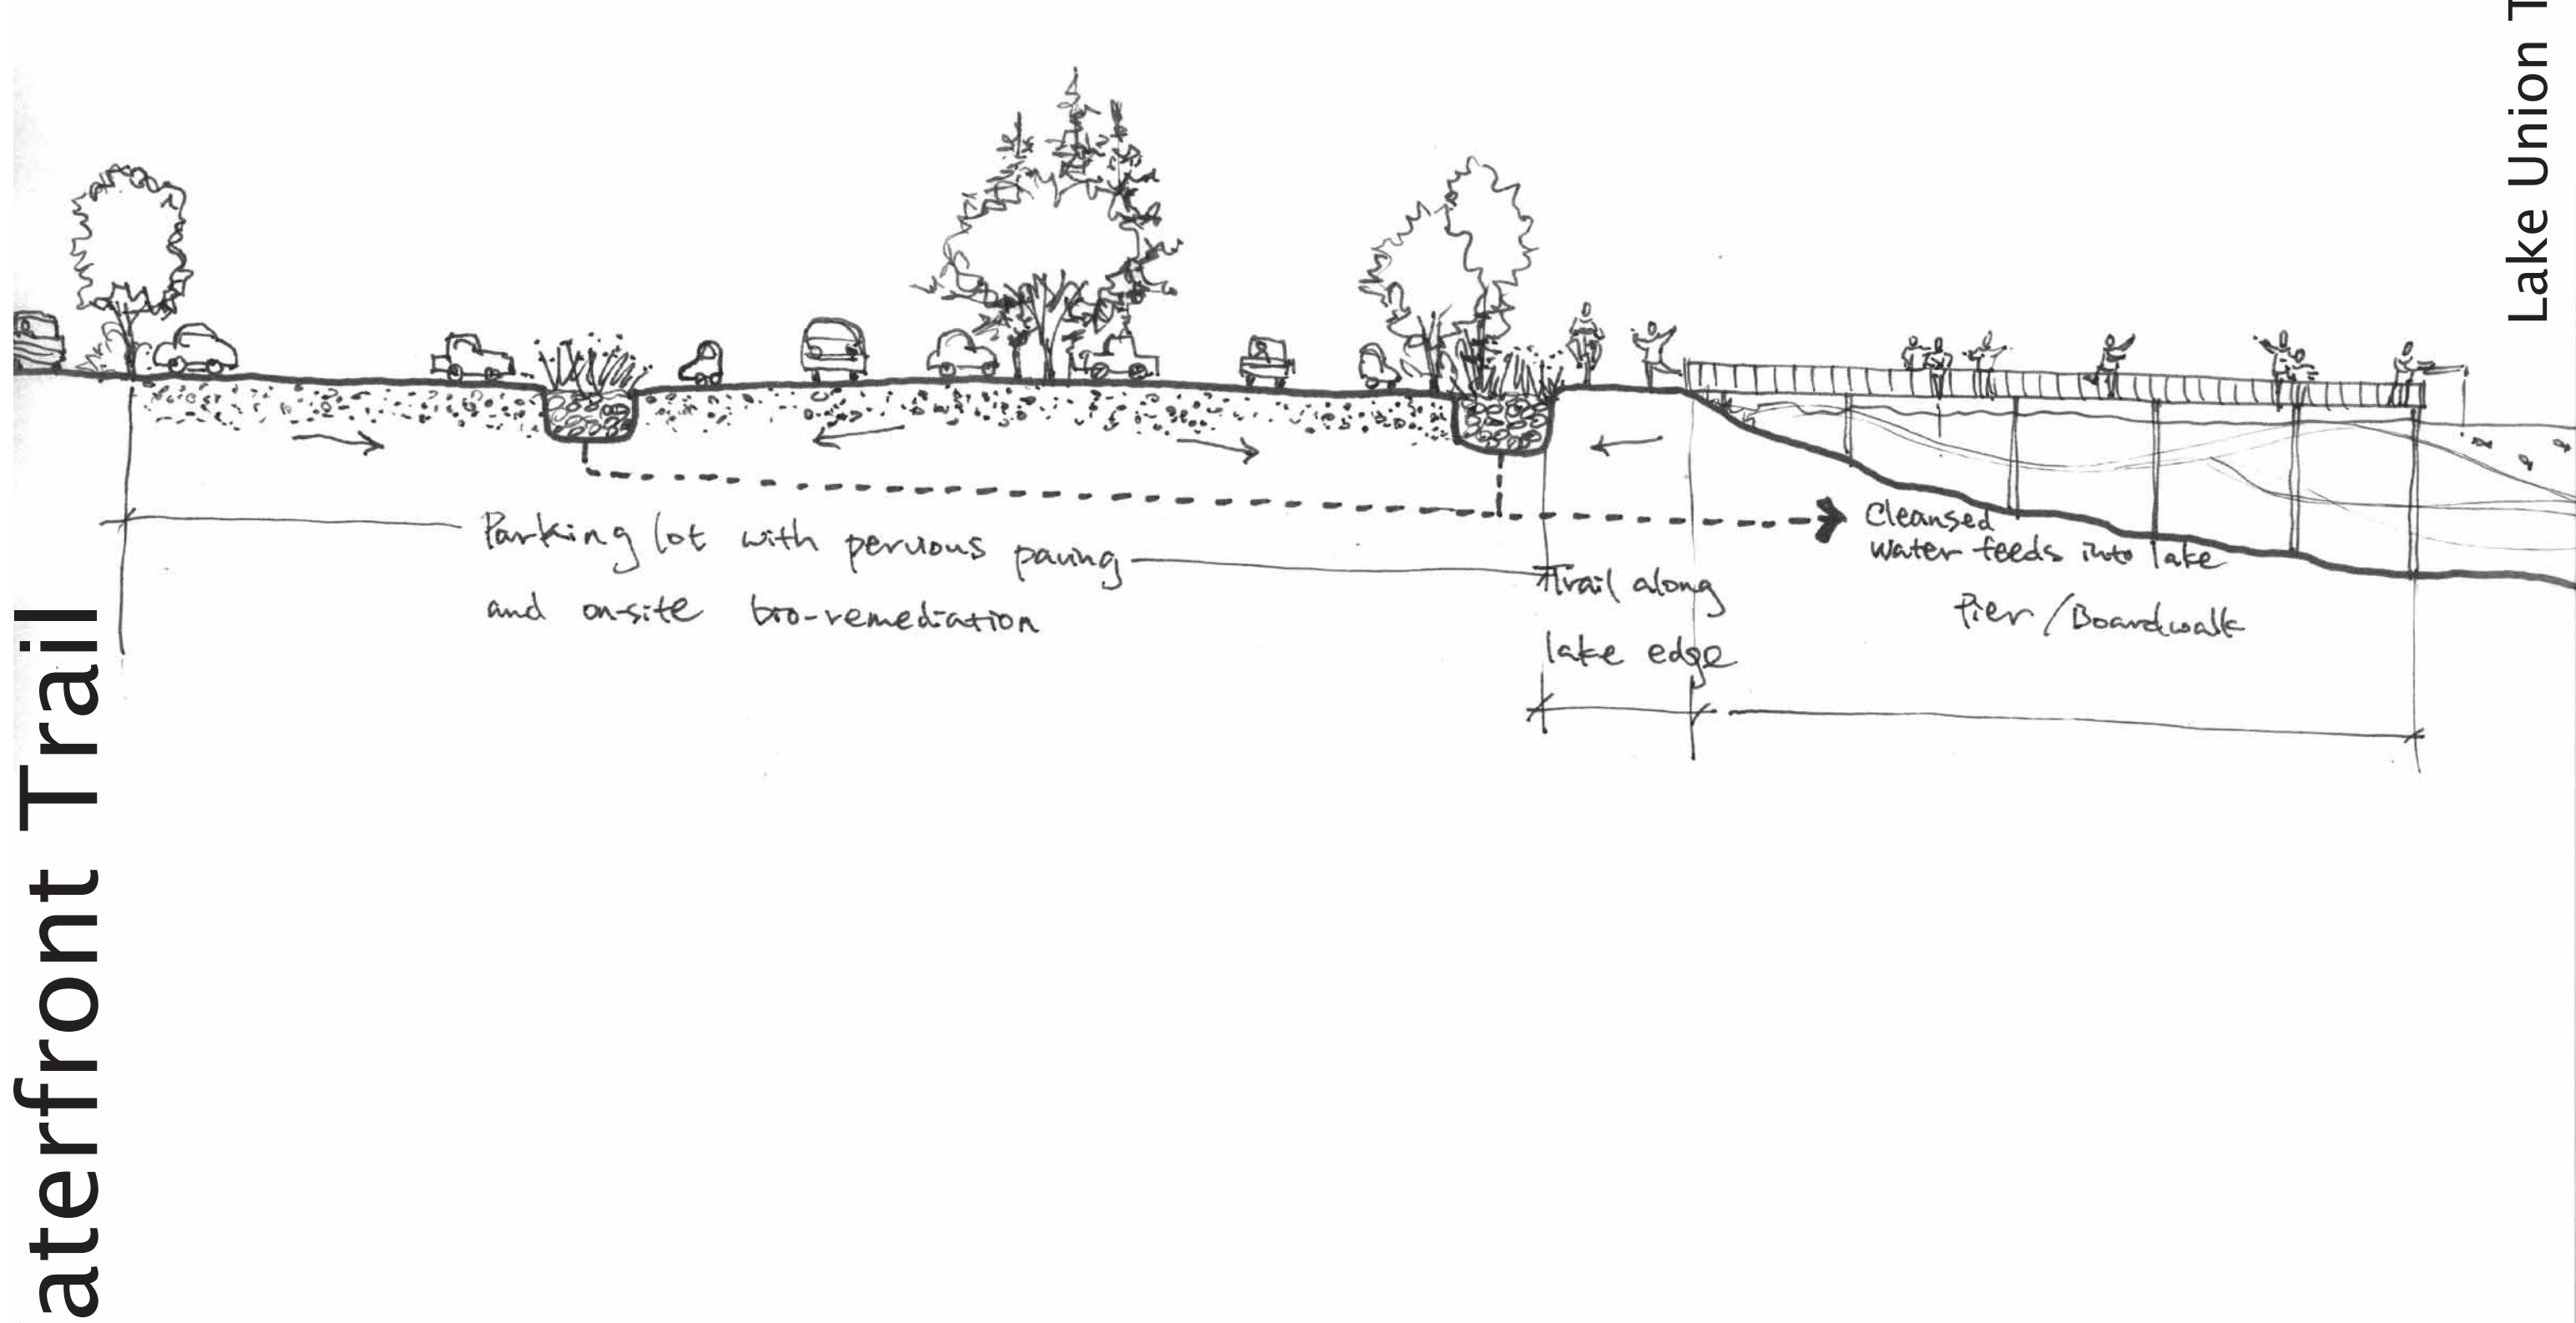 Lake Union T
Parking lot with pervious paving
and on-site bio-remediation
Trail along
lake edge
Cleansed
water feeds into lake
Pier / Boardwalk
aterfront Trail